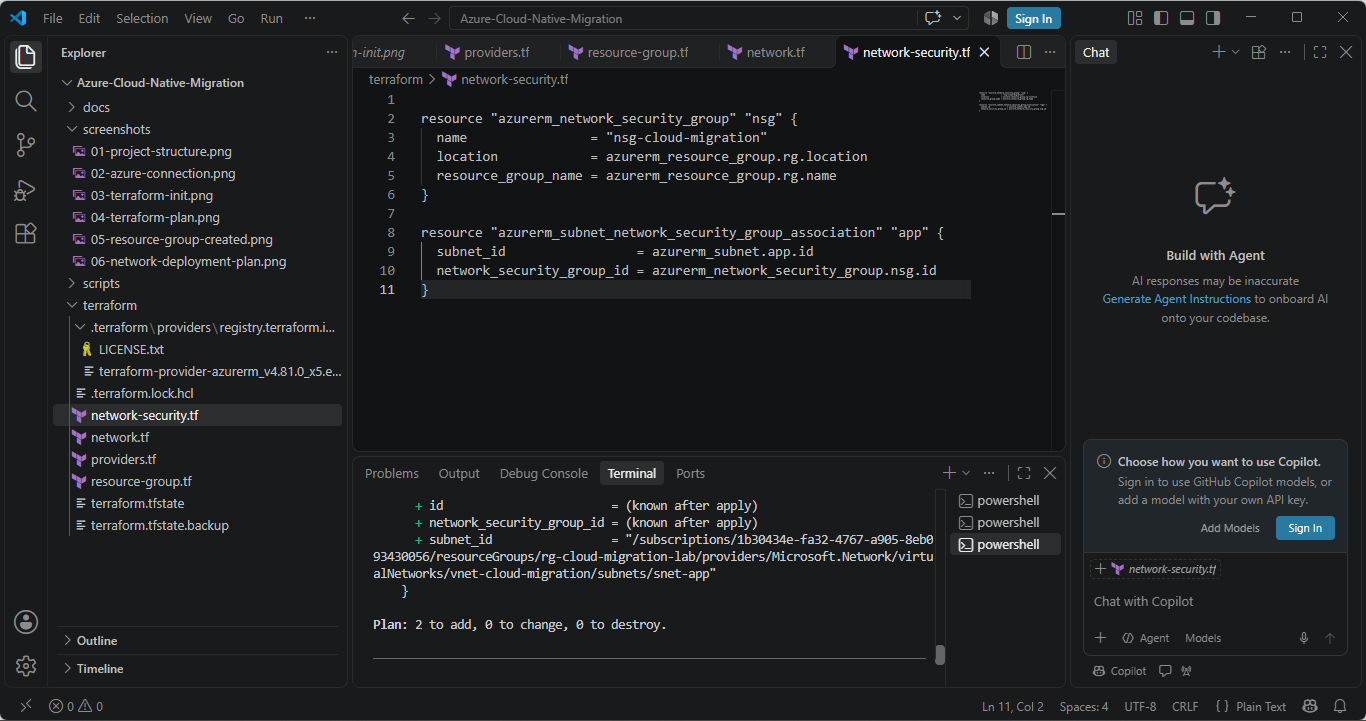 File Edit Selection View Go Run ··· Azure-Cloud-Native-Migration Sign In
Explorer
Azure-Cloud-Native-Migration
docs
screenshots
01-project-structure.png
02-azure-connection.png
03-terraform-init.png
04-terraform-plan.png
05-resource-group-created.png
06-network-deployment-plan.png
scripts
terraform
.terraform\providers\registry.terraform.i...
LICENSE.txt
terraform-provider-azurerm_v4.81.0_x5.e...
.terraform.lock.hcl
network-security.tf
network.tf
providers.tf
resource-group.tf
terraform.tfstate
terraform.tfstate.backup
Outline
Timeline
n-init.png providers.tf resource-group.tf network.tf network-security.tf
terraform > network-security.tf
1
2 resource "azurerm_network_security_group" "nsg" {
3 name = "nsg-cloud-migration"
4 location = azurerm_resource_group.rg.location
5 resource_group_name = azurerm_resource_group.rg.name
6 }
7
8 resource "azurerm_subnet_network_security_group_association" "app" {
9 subnet_id = azurerm_subnet.app.id
10 network_security_group_id = azurerm_network_security_group.nsg.id
11 }
Problems Output Debug Console Terminal Ports
+ id = (known after apply)
+ network_security_group_id = (known after apply)
+ subnet_id = "/subscriptions/1b30434e-fa32-4767-a905-8eb0
93430056/resourceGroups/rg-cloud-migration-lab/providers/Microsoft.Network/virtu
alNetworks/vnet-cloud-migration/subnets/snet-app"
}
Plan: 2 to add, 0 to change, 0 to destroy.
powershell
powershell
powershell
Chat
Build with Agent
AI responses may be inaccurate
Generate Agent Instructions to onboard AI
onto your codebase.
Choose how you want to use Copilot.
Sign in to use GitHub Copilot models, or
add a model with your own API key.
Add Models Sign In
+ network-security.tf
Chat with Copilot
Agent Models
Copilot
0 0 Ln 11, Col 2 Spaces: 4 UTF-8 CRLF { } Plain Text